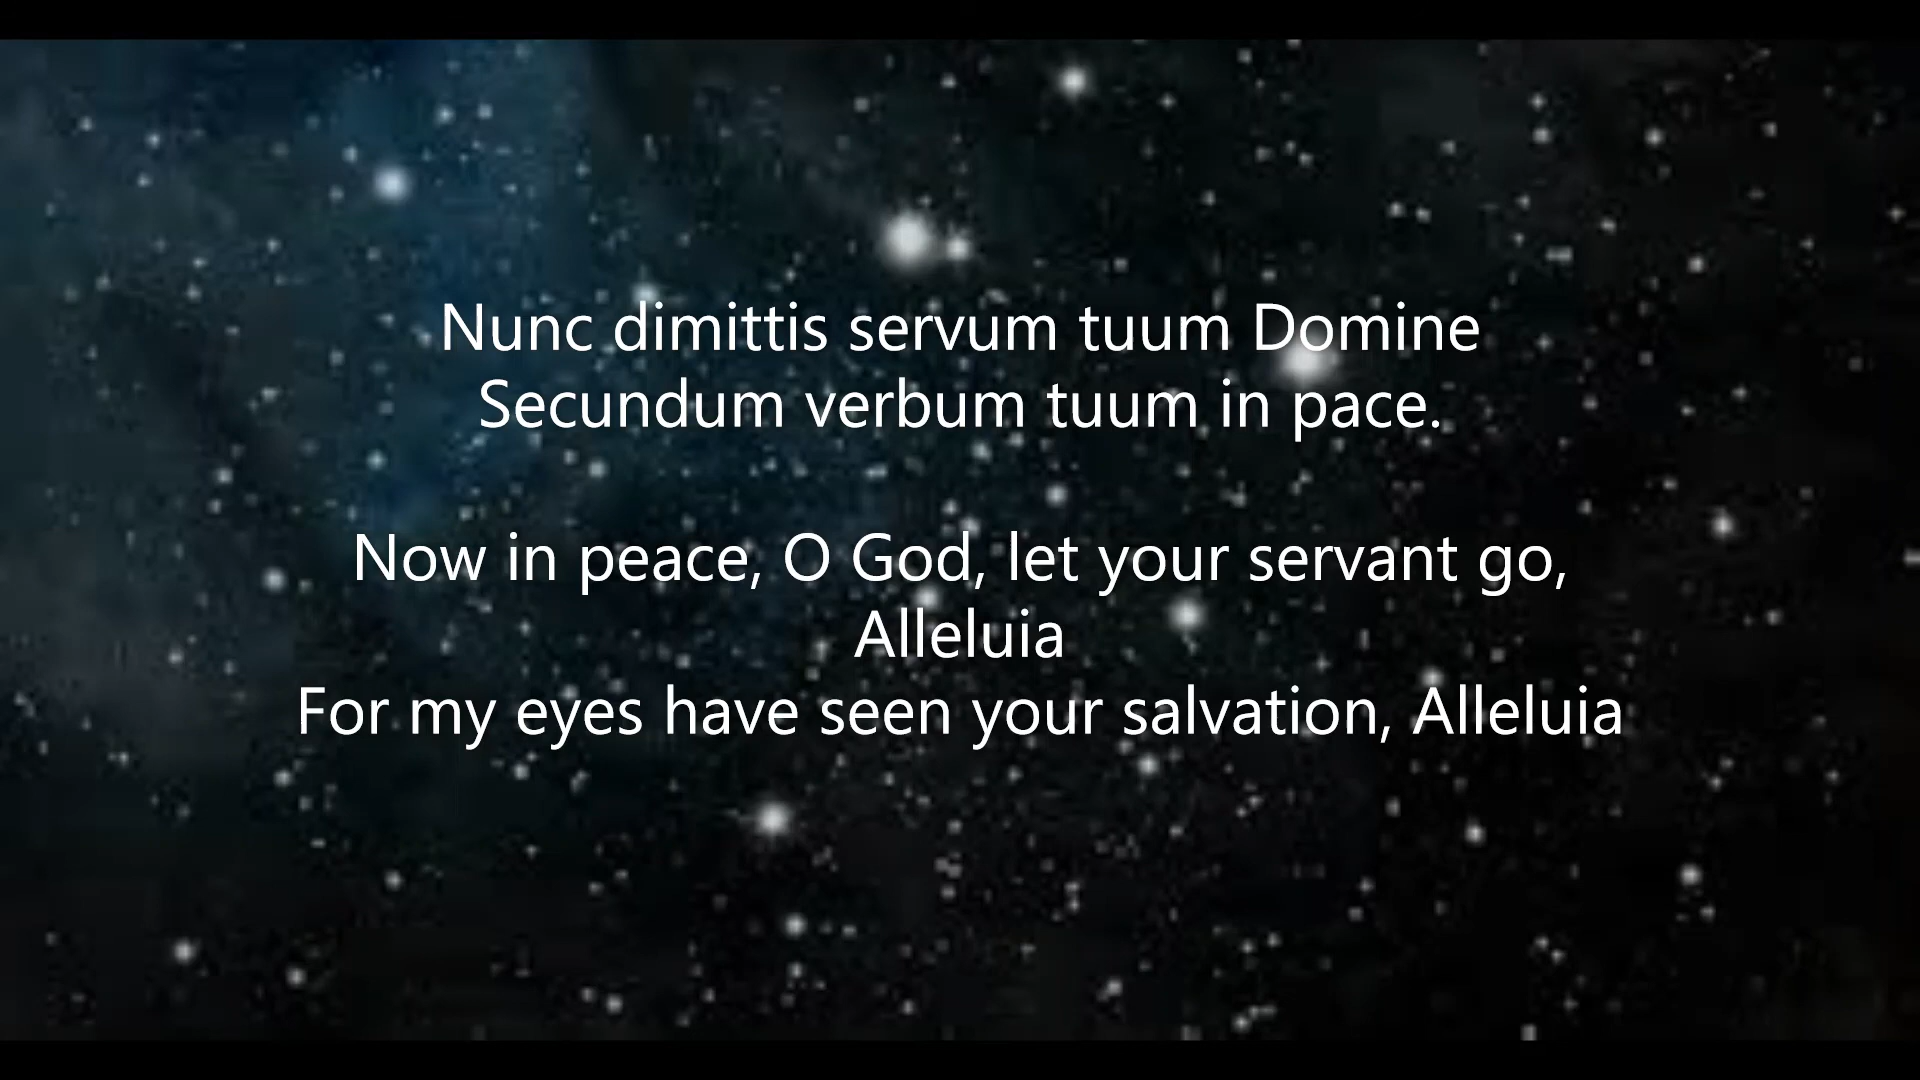 Nunc dimittis servum tuum Domine
Secundum verbum tuum in pace.
Now in peace, O God, let your servant go,
Alleluia
For my eyes have seen your salvation, Alleluia